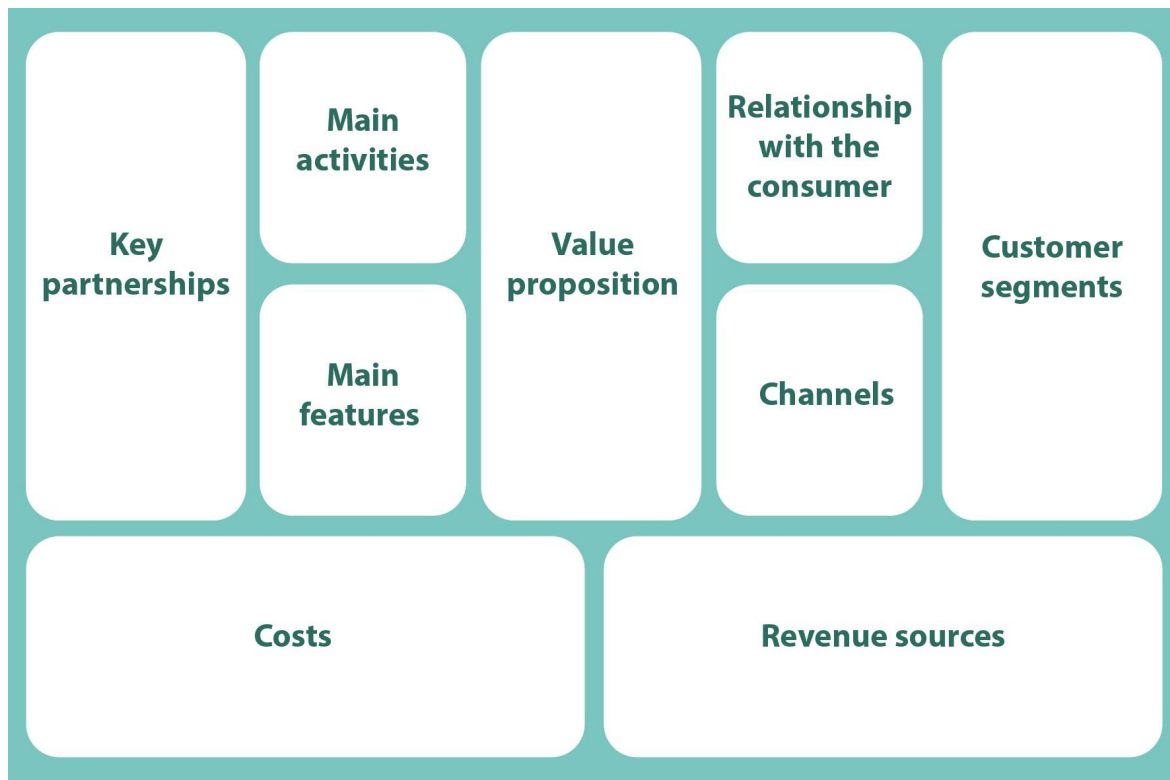 Key
partnerships
Main
activities
Main
features
Value
proposition
Relationship
with the
consumer
Channels
Customer
segments
Costs
Revenue sources